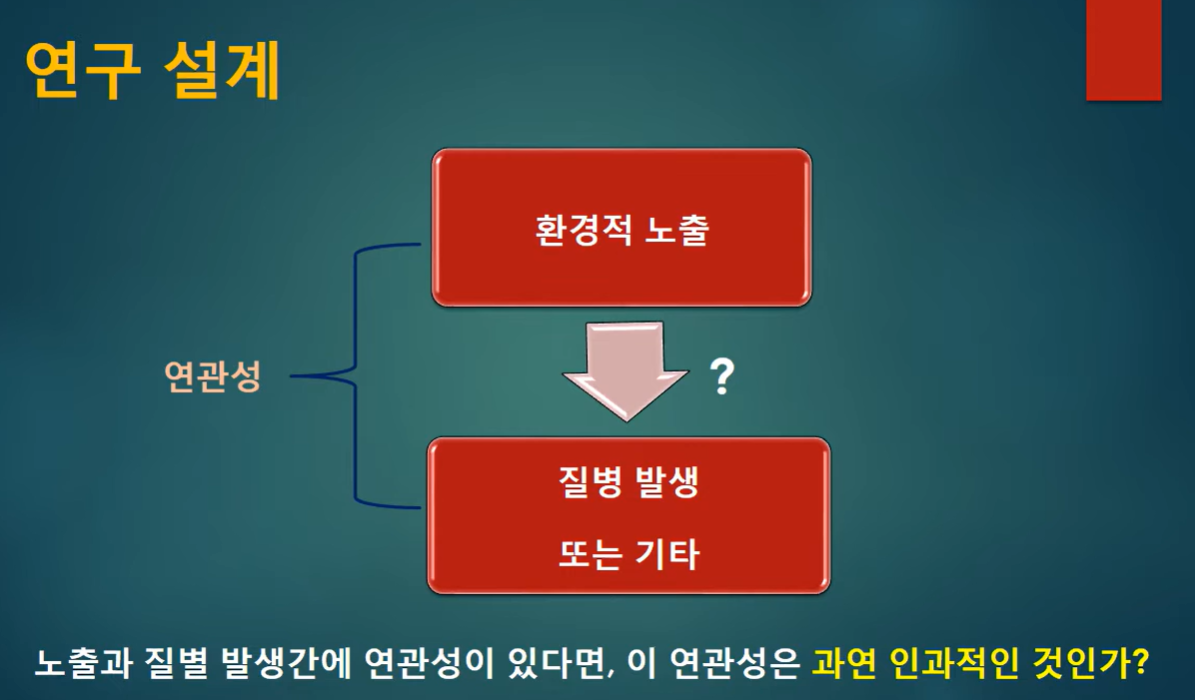 연구 설계
환경적 노출
연관성
?
질병 발생
또는 기타
노출과 질별 발생간에 연관성이 있다면, 이 연관성은 과연 인과적인 것인가?